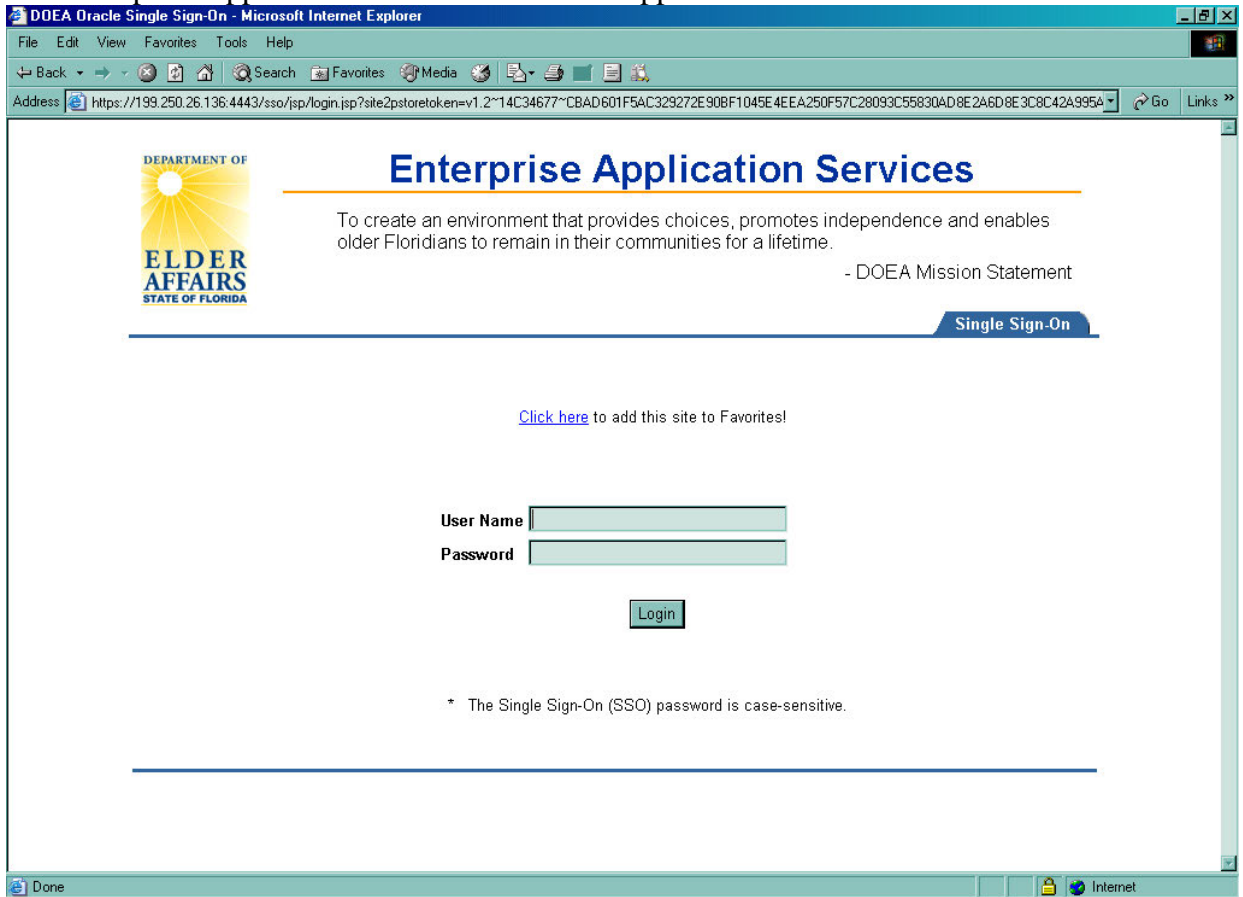 DOEA Oracle Single Sign-On - Microsoft Internet Explorer
File Edit View Favorites Tools Help
Back Search Favorites Media
Address https://199.250.26.136:4443/sso/jsp/login.jsp?site2pstoretoken=v1.2~14C34677~CBAD601F5AC329272E90BF1045E4EEA250F57C28093C55830AD8E2A6D8E3C8C42A995A Go Links »
DEPARTMENT OF
ELDER
AFFAIRS
STATE OF FLORIDA
Enterprise Application Services
To create an environment that provides choices, promotes independence and enables
older Floridians to remain in their communities for a lifetime.
- DOEA Mission Statement
Single Sign-On
Click here to add this site to Favorites!
User Name
Password
Login
* The Single Sign-On (SSO) password is case-sensitive.
Done Internet